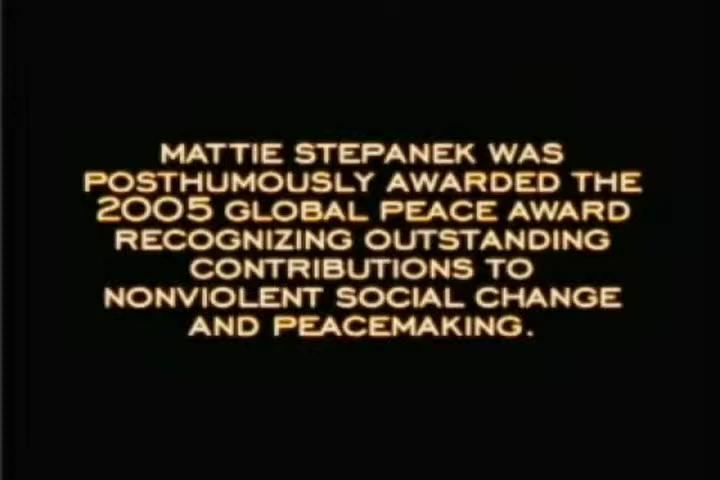 MATTIE STEPANEK WAS
POSTHUMOUSLY AWARDED THE
2005 GLOBAL PEACE AWARD
RECOGNIZING OUTSTANDING
CONTRIBUTIONS TO
NONVIOLENT SOCIAL CHANGE
AND PEACEMAKING.